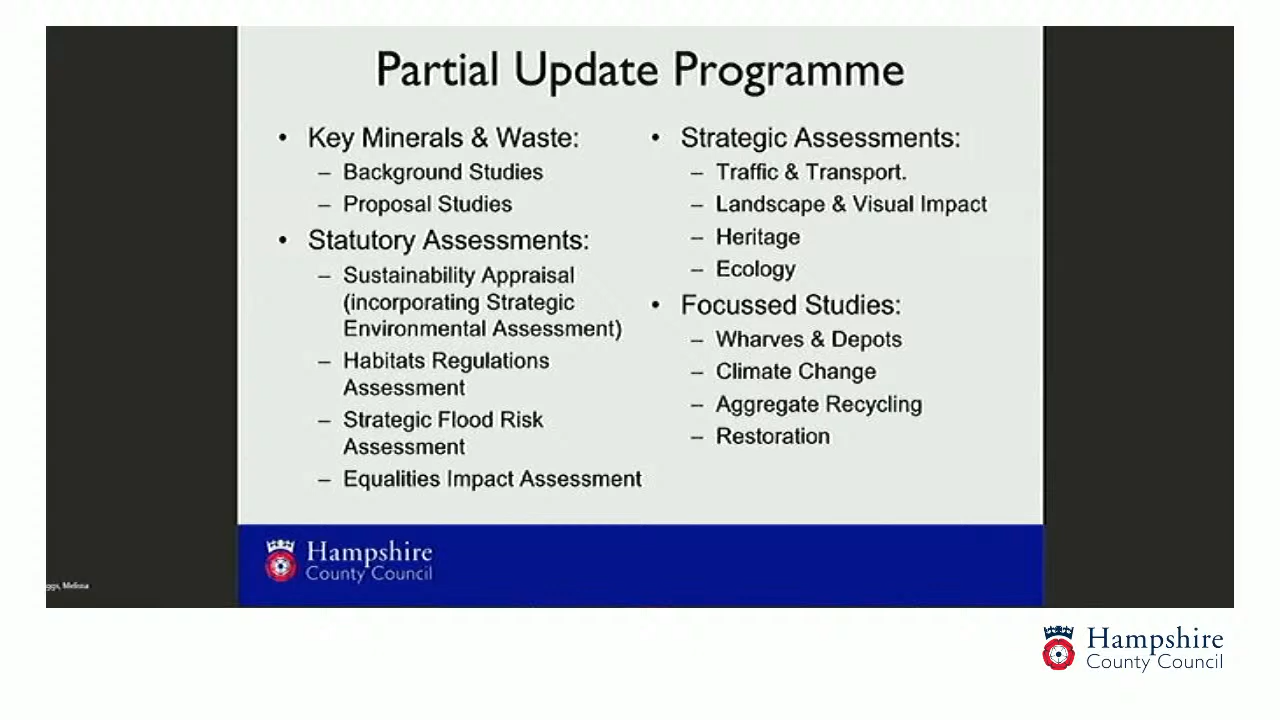 Partial Update Programme
• Key Minerals & Waste:
– Background Studies
– Proposal Studies
• Statutory Assessments:
– Sustainability Appraisal
(incorporating Strategic
Environmental Assessment)
– Habitats Regulations
Assessment
– Strategic Flood Risk
Assessment
– Equalities Impact Assessment
• Strategic Assessments:
– Traffic & Transport.
– Landscape & Visual Impact
– Heritage
– Ecology
• Focussed Studies:
– Wharves & Depots
– Climate Change
– Aggregate Recycling
– Restoration
Hampshire
County Council
Melissa
Hampshire
County Council